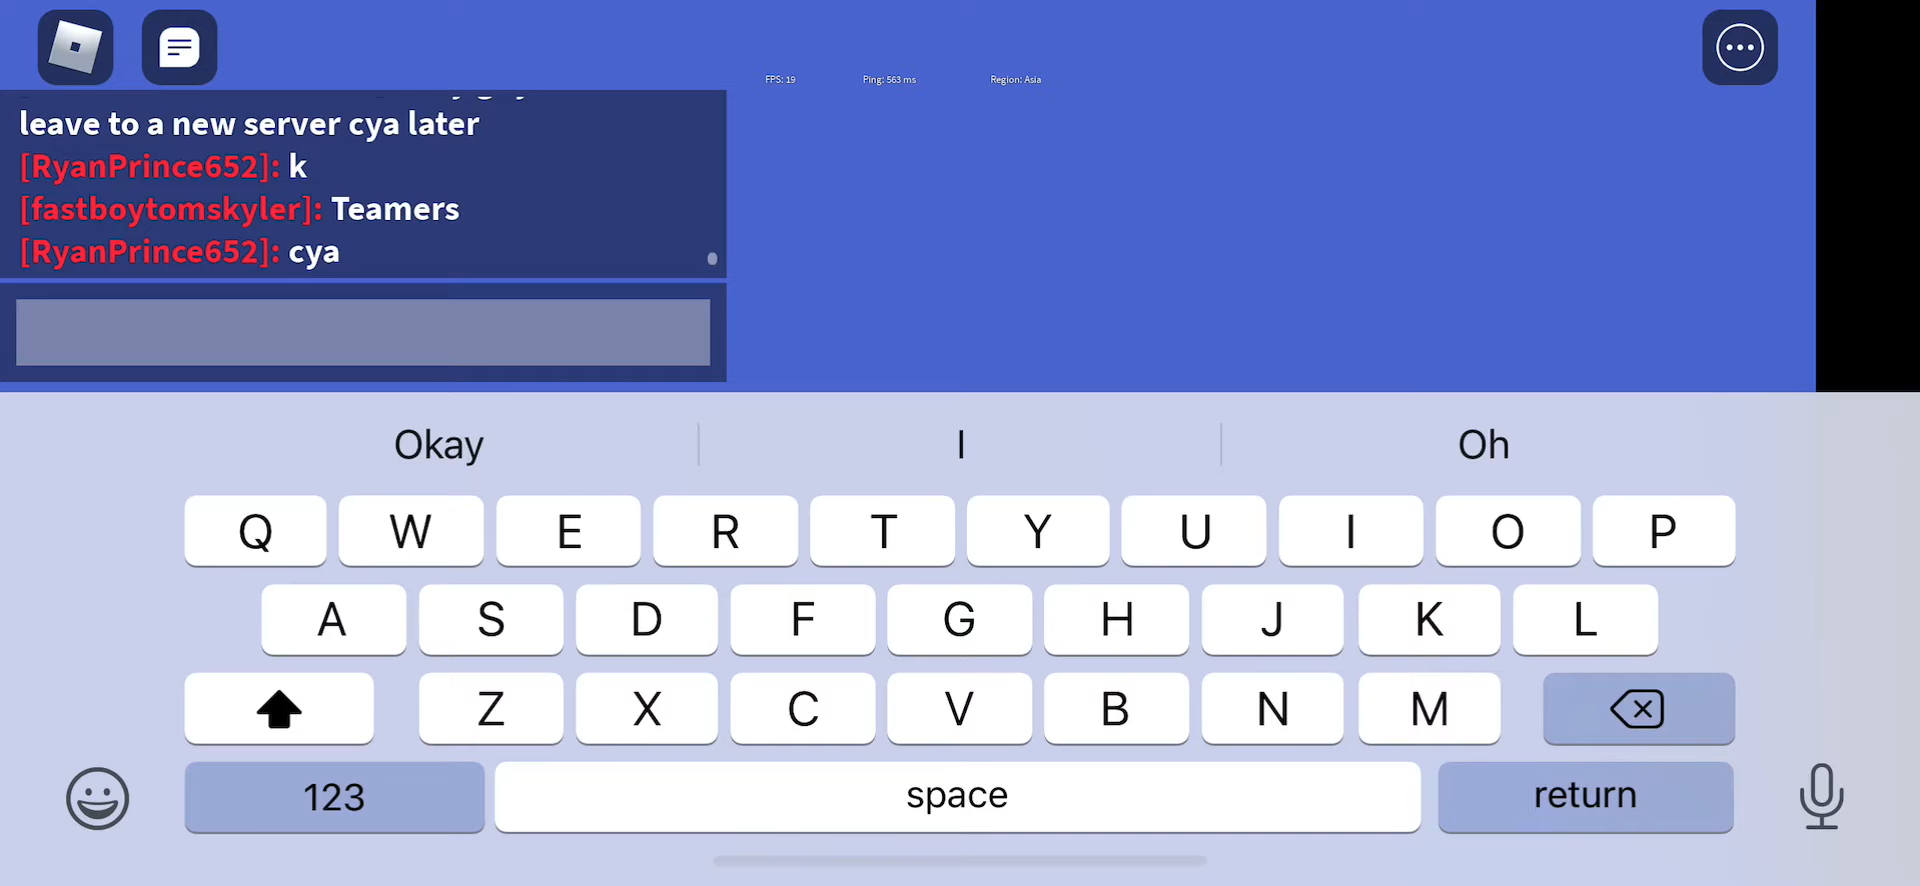 FPS: 19 Ping: 563 ms Region: Asia
leave to a new server cya later
[RyanPrince652]: k
[fastboytomskyler]: Teamers
[RyanPrince652]: cya
Okay I Oh
Q W E R T Y U I O P
A S D F G H J K L
Z X C V B N M
123 space return